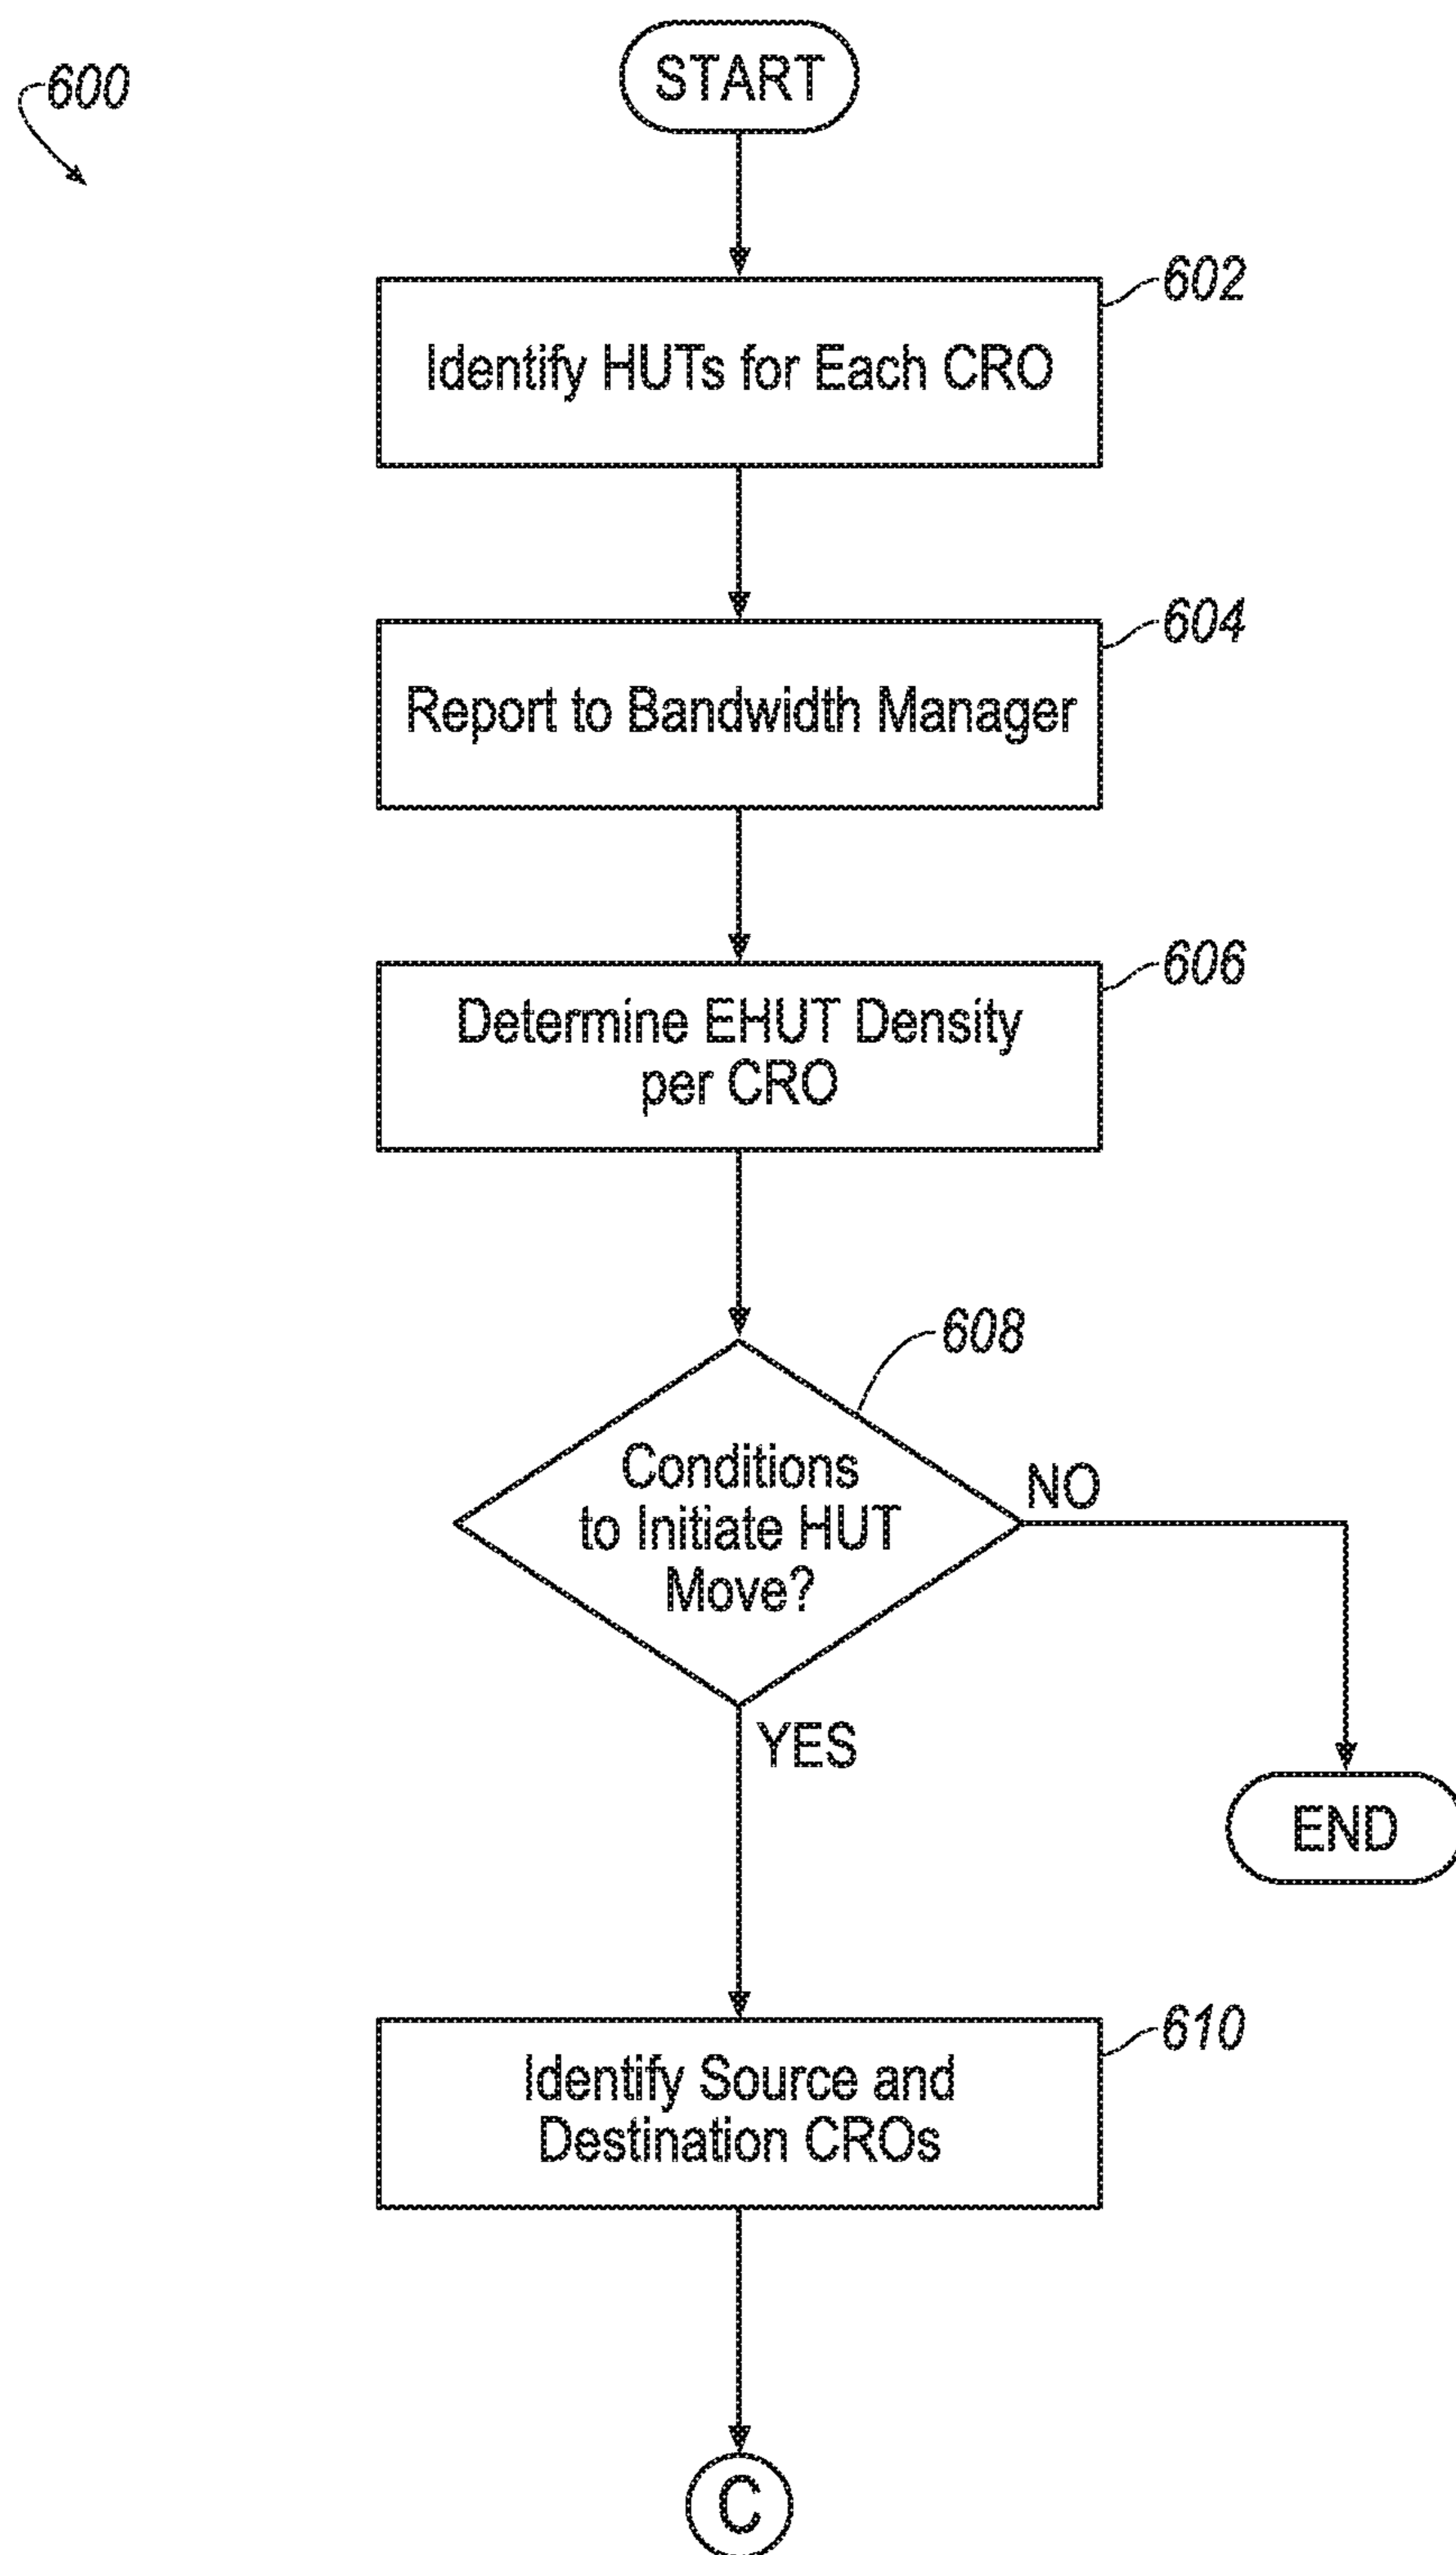 START
600
602
Identify HUTs for Each CRO
604
Report to Bandwidth Manager
606
Determine EHUT Density
per CRO
608
Conditions
to Initiate HUT
Move?
NO
YES
END
610
Identify Source and
Destination CROs
C